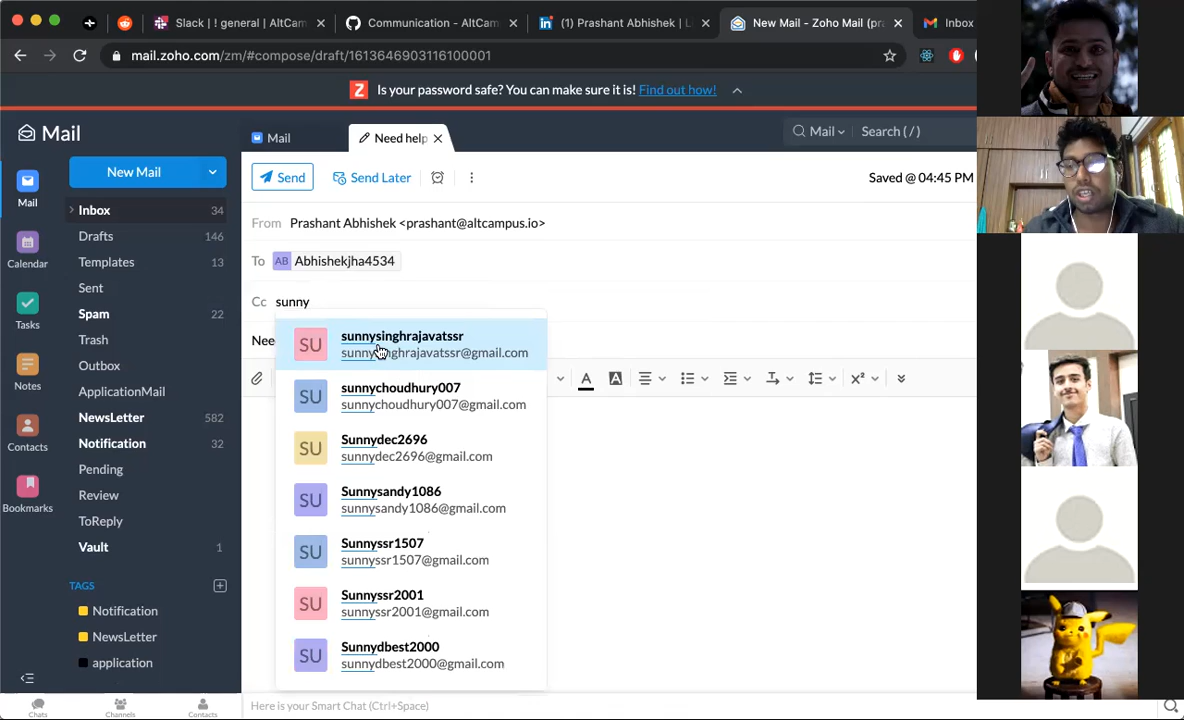 Slack | ! general | AltCam
Communication - AltCam
(1) Prashant Abhishek | L
New Mail - Zoho Mail (pr
Inbox
mail.zoho.com/zm/#compose/draft/1613646903116100001
Is your password safe? You can make sure it is! Find out how!
Mail
Mail
Need help
Mail
Search ( / )
New Mail
Send
Send Later
Saved @ 04:45 PM
Mail
Inbox 34
From Prashant Abhishek <prashant@altcampus.io>
Drafts 146
Calendar
Templates
To AB Abhishekjha4534
Sent
Cc sunny
Spam 22
Tasks
Trash
Nee
Outbox
Notes
ApplicationMail
NewsLetter 582
Notification 32
Contacts
Pending
Review
Bookmarks
ToReply
Vault 1
TAGS
Notification
NewsLetter
application
SU sunnysinghrajavatssr
sunnysinghrajavatssr@gmail.com
SU sunnychoudhury007
sunnychoudhury007@gmail.com
SU Sunnydec2696
sunnydec2696@gmail.com
SU Sunnysandy1086
sunnysandy1086@gmail.com
SU Sunnyssr1507
sunnyssr1507@gmail.com
SU Sunnyssr2001
sunnyssr2001@gmail.com
SU Sunnydbest2000
sunnydbest2000@gmail.com
Chats
Channels
Contacts
Here is your Smart Chat (Ctrl+Space)